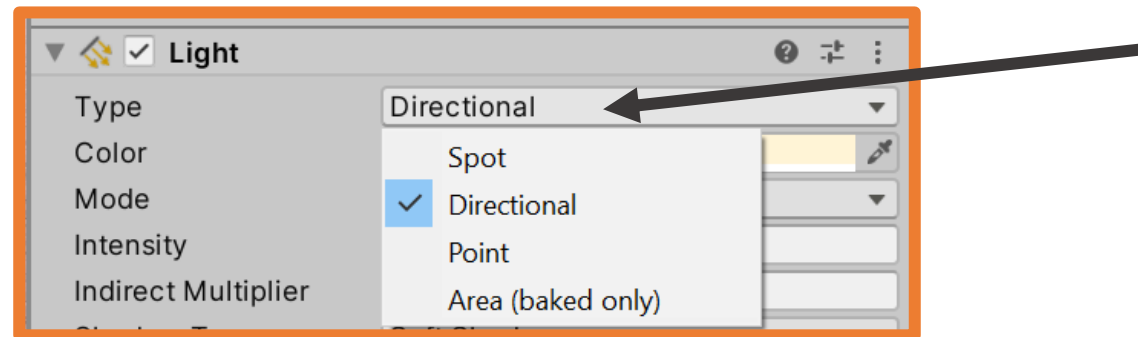 Light
Type Directional
Color Spot
Mode Directional
Intensity Point
Indirect Multiplier Area (baked only)